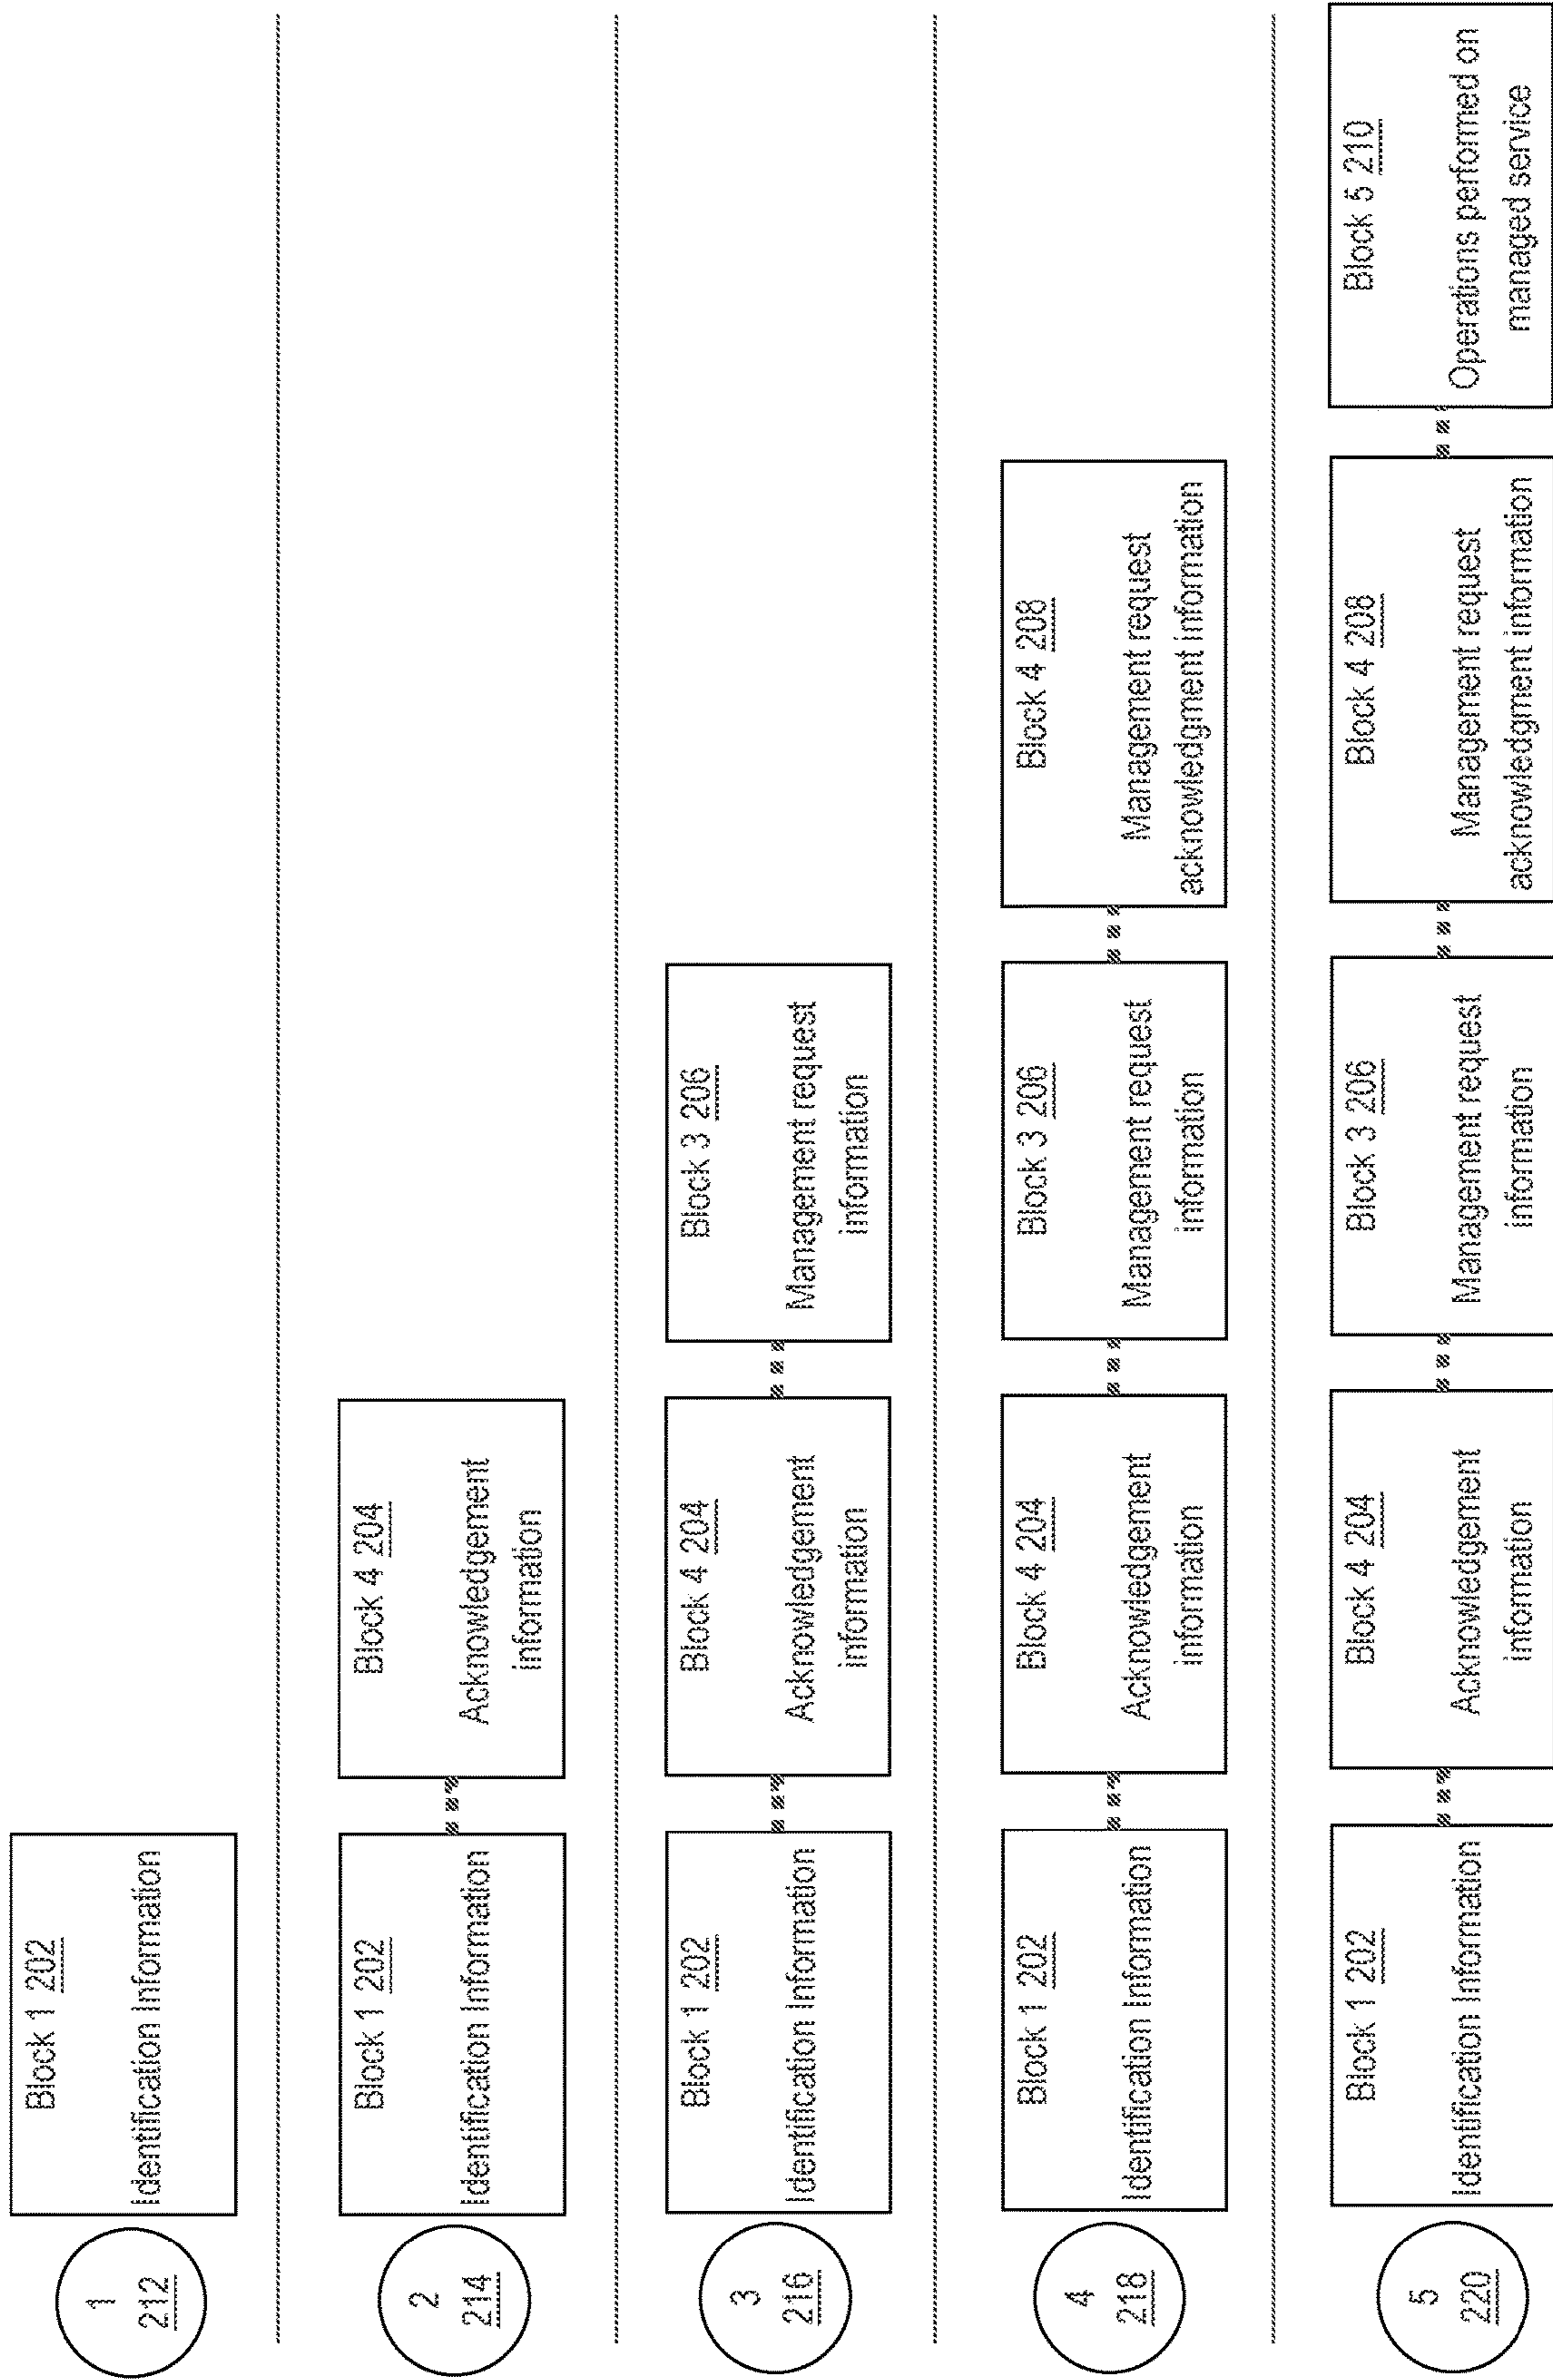 1
212
Block 1 202
Identification Information
2
214
Block 1 202
Identification Information
Block 4 204
Acknowledgement
information
3
216
Block 1 202
Identification Information
Block 4 204
Acknowledgement
information
Block 3 206
Management request
information
4
218
Block 1 202
Identification Information
Block 4 204
Acknowledgement
information
Block 3 206
Management request
information
Block 4 208
Management request
acknowledgment information
5
220
Block 1 202
Identification Information
Block 4 204
Acknowledgement
information
Block 3 206
Management request
information
Block 4 208
Management request
acknowledgment information
Block 5 210
Operations performed on
managed service